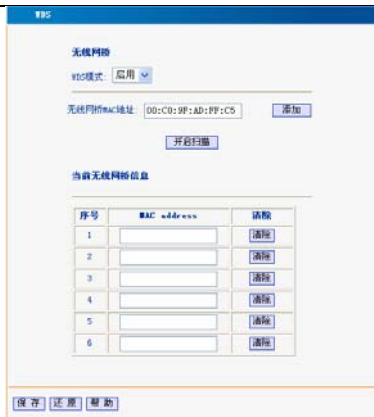 WDS
无线网桥
WDS模式: 启用
无线网桥MAC地址: 00:C0:9F:AD:FF:C5 添加
开启扫描
当前无线网桥信息
序号 MAC address 清除
1 清除
2 清除
3 清除
4 清除
5 清除
6 清除
保存 还原 帮助